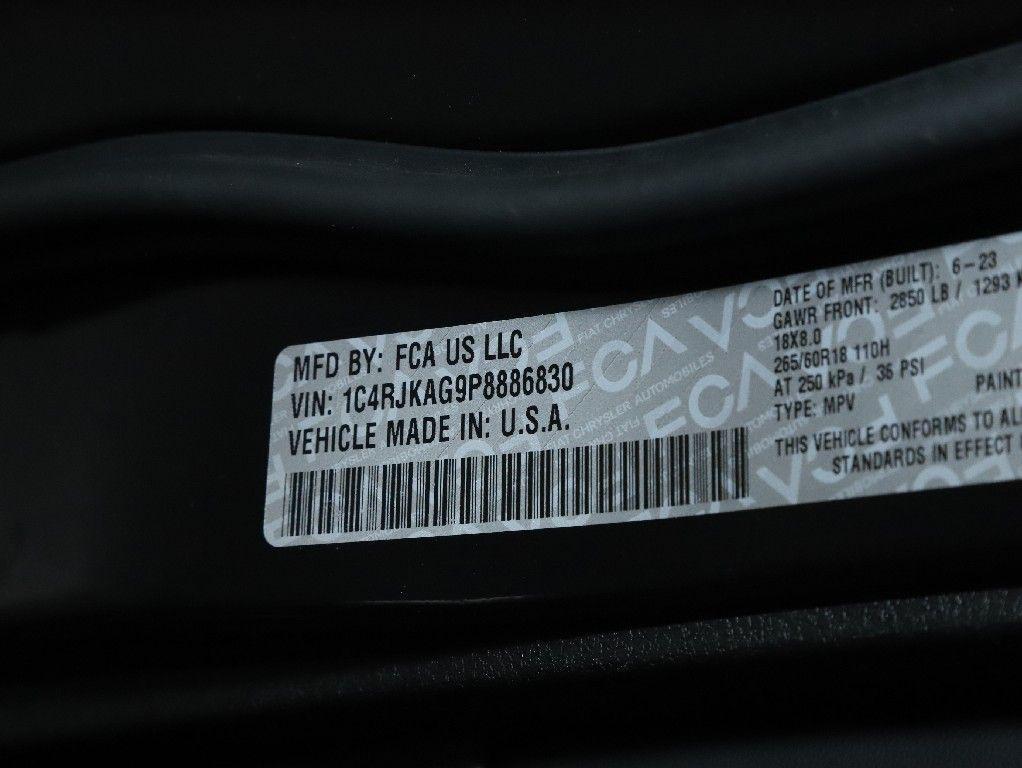 MFD BY: FCA US LLC
VIN: 1C4RJKAG9P8886830
VEHICLE MADE IN: U.S.A.
DATE OF MFR (BUILT): 6-23
GAWR FRONT: 2850 LB / 1293 K
18X8.0
265/60R18 110H
AT 250 kPa / 36 PSI
TYPE: MPV
PAINT
THIS VEHICLE CONFORMS TO ALL
STANDARDS IN EFFECT